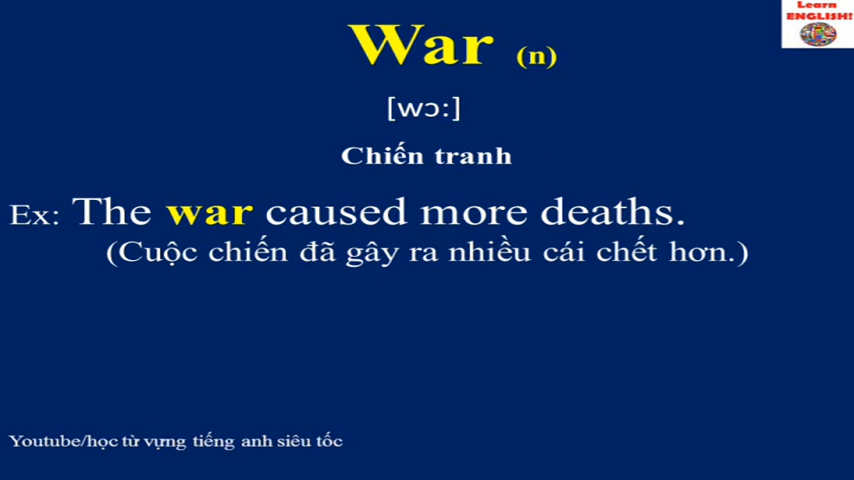 Learn
ENGLISH!
War (n)
[wɔ:]
Chiến tranh
Ex: The war caused more deaths.
(Cuộc chiến đã gây ra nhiều cái chết hơn.)
Youtube/học từ vựng tiếng anh siêu tốc